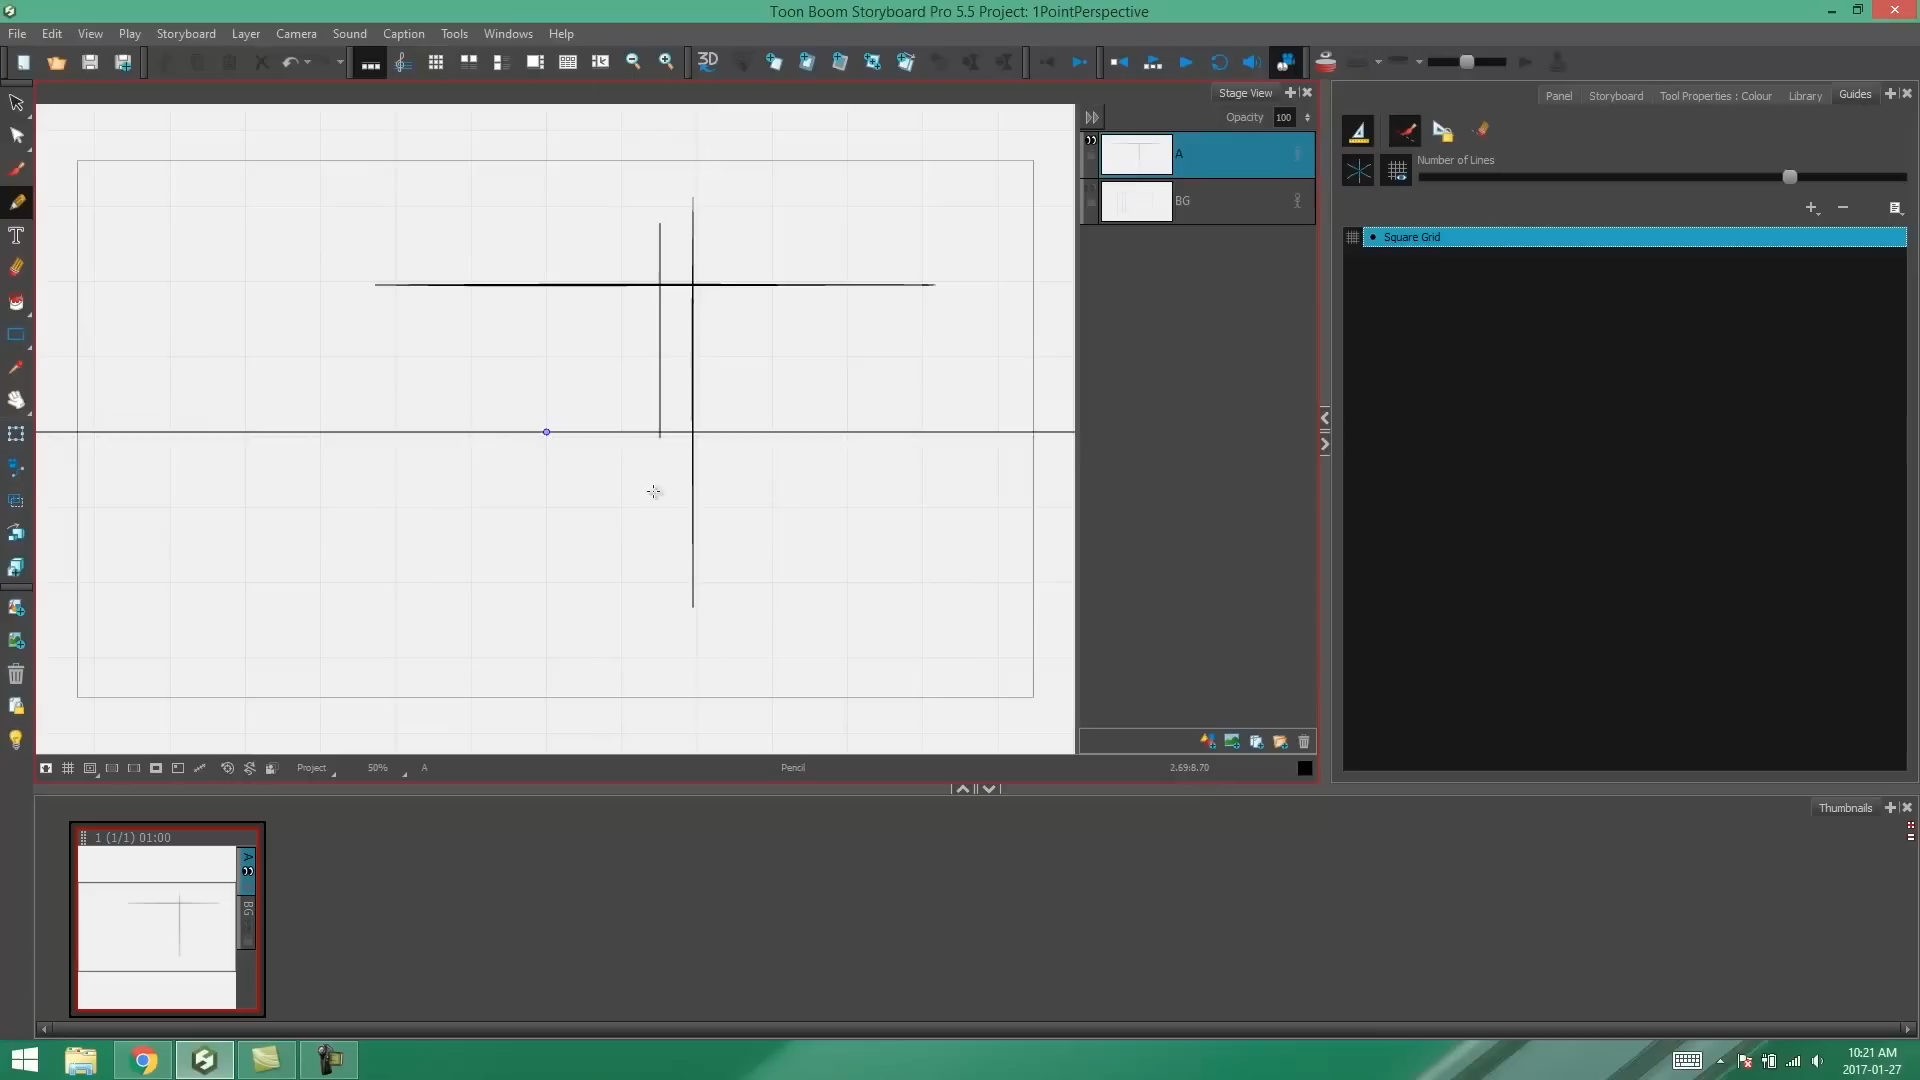 Toon Boom Storyboard Pro 5.5 Project: 1PointPerspective
File Edit View Play Storyboard Layer Camera Sound Caption Tools Windows Help
3D
Stage View
Panel Storyboard Tool Properties : Colour Library Guides
Opacity 100
A
BG
Number of Lines
Square Grid
T
Project 50% A Pencil 2.69:8.70
Thumbnails
1 (1/1) 01:00
A
BG
10:21 AM
2017-01-27